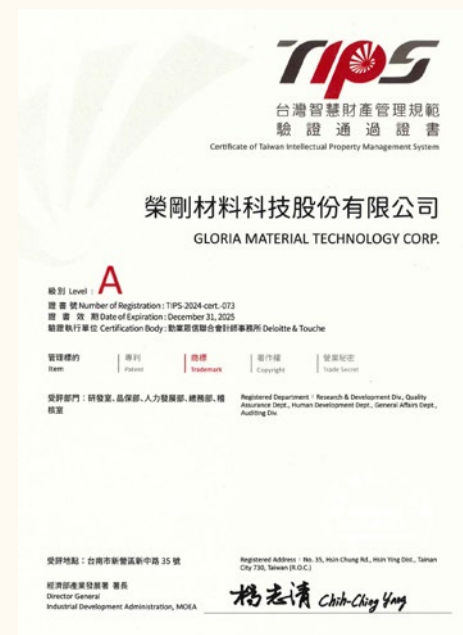 TIPS
台灣智慧財產管理規範
驗證通過證書
Certificate of Taiwan Intellectual Property Management System
榮剛材料科技股份有限公司
GLORIA MATERIAL TECHNOLOGY CORP.
級別 Level : A
證書號 Number of Registration : TIPS-2024-cert.-073
證書效期 Date of Expiration : December 31, 2025
驗證執行單位 Certification Body : 勤業眾信聯合會計師事務所 Deloitte & Touche
管理標的 專利 商標 著作權 營業秘密
Item Patent Trademark Copyright Trade Secret
受評部門：研發室、品保部、人力發展部、總務部、稽
核室
Registered Department : Research & Development Div., Quality
Assurance Dept., Human Development Dept., General Affairs Dept.,
Auditing Div.
受評地點：台南市新營區新中路 35 號
Registered Address : No. 35, Hsin Chung Rd., Hsin Ying Dist., Tainan
City 730, Taiwan (R.O.C.)
經濟部產業發展署 署長
Director General
Industrial Development Administration, MOEA
楊志清 Chih-Ching Yang